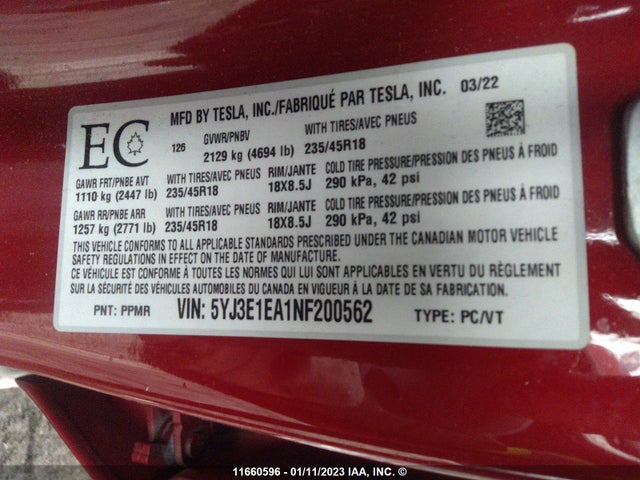 MFD BY TESLA, INC./FABRIQUÉ PAR TESLA, INC. 03/22
EC
126
GVWR/PNBV WITH TIRES/AVEC PNEUS
2129 kg (4694 lb) 235/45R18
GAWR FRT/PNBE AVT WITH TIRES/AVEC PNEUS RIM/JANTE COLD TIRE PRESSURE/PRESSION DES PNEUS À FROID
1110 kg (2447 lb) 235/45R18 18X8.5J 290 kPa, 42 psi
GAWR RR/PNBE ARR WITH TIRES/AVEC PNEUS RIM/JANTE COLD TIRE PRESSURE/PRESSION DES PNEUS À FROID
1257 kg (2771 lb) 235/45R18 18X8.5J 290 kPa, 42 psi
THIS VEHICLE CONFORMS TO ALL APPLICABLE STANDARDS PRESCRIBED UNDER THE CANADIAN MOTOR VEHICLE
SAFETY REGULATIONS IN EFFECT ON THE DATE OF MANUFACTURE.
CE VÉHICULE EST CONFORME À TOUTES LES NORMES QUI LUI SONT APPLICABLES EN VERTU DU RÈGLEMENT
SUR LA SÉCURITÉ DES VÉHICULES AUTOMOBILES DU CANADA EN VIGUEUR À LA DATE DE SA FABRICATION.
PNT: PPMR VIN: 5YJ3E1EA1NF200562 TYPE: PC/VT
11660596 - 01/11/2023 IAA, INC. ©